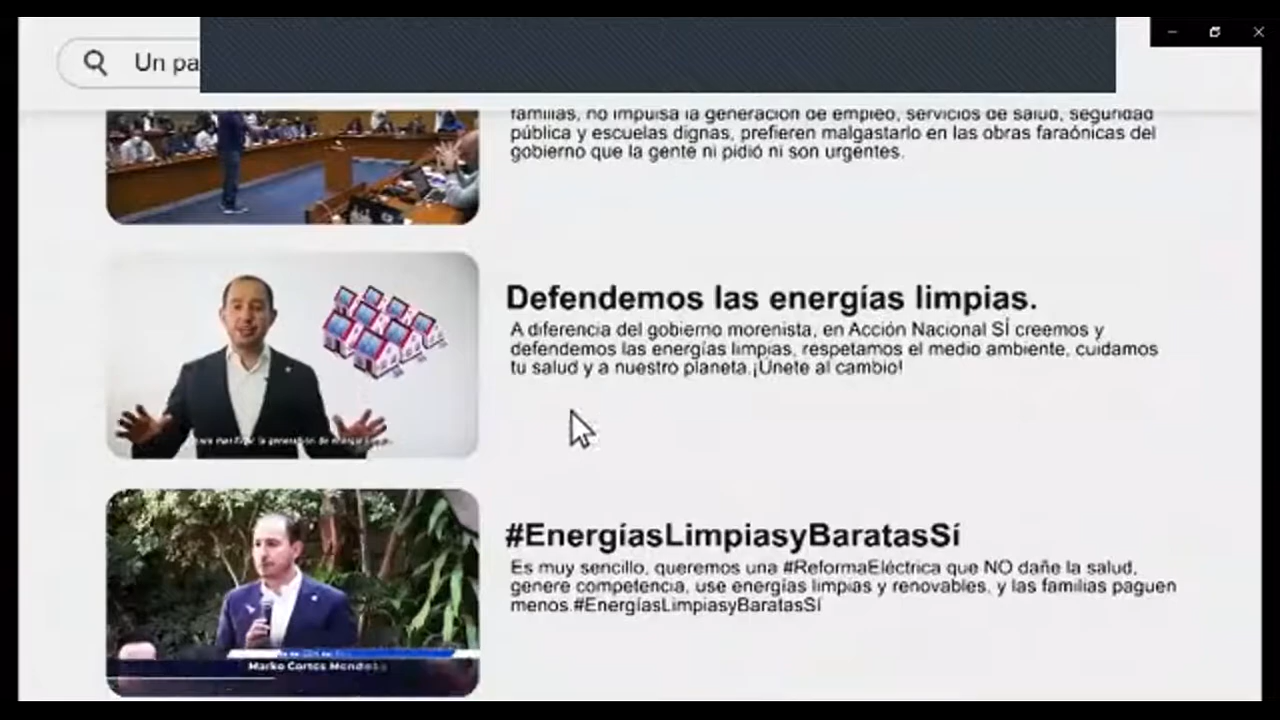 Un pa
familias, no impulsa la generación de empleo, servicios de salud, seguridad
pública y escuelas dignas, prefieren malgastarlo en las obras faraónicas del
gobierno que la gente ni pidió ni son urgentes.
Defendemos las energías limpias.
A diferencia del gobierno morenista, en Acción Nacional SÍ creemos y
defendemos las energías limpias, respetamos el medio ambiente, cuidamos
tu salud y a nuestro planeta.¡Únete al cambio!
la generación de energías
#EnergíasLimpiasyBaratasSí
Es muy sencillo, queremos una #ReformaEléctrica que NO dañe la salud,
genere competencia, use energías limpias y renovables, y las familias paguen
menos.#EnergíasLimpiasyBaratasSí
Marko Cortés Mendoza